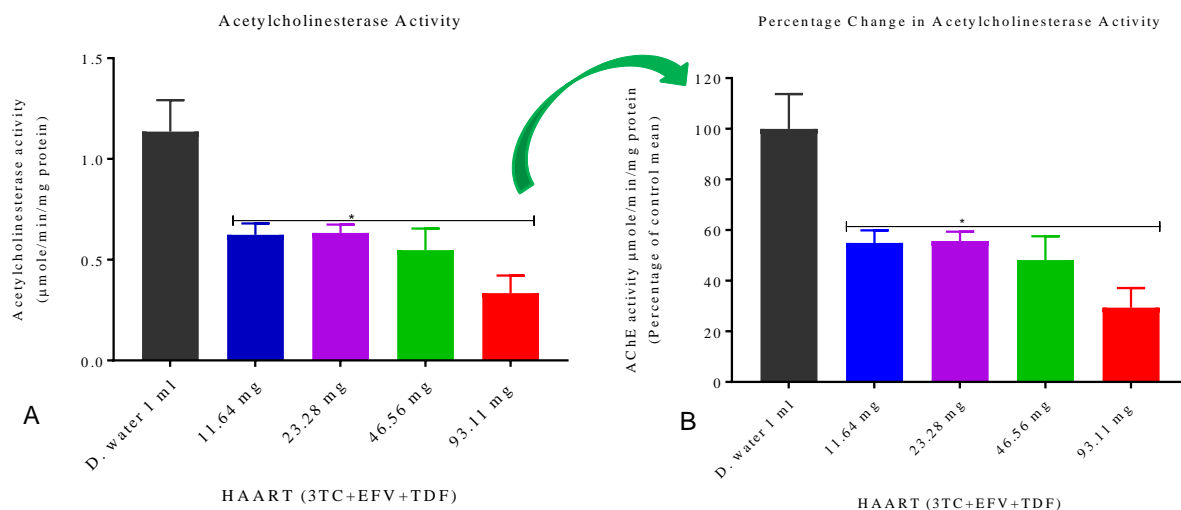 Acetylcholinesterase Activity
Acetylcholinesterase activity
(μmole/min/mg protein)
1.5
1.0
0.5
0.0
*
D. water 1 ml
11.64 mg
23.28 mg
46.56 mg
93.11 mg
A
HAART (3TC+EFV+TDF)
Percentage Change in Acetylcholinesterase Activity
AChE activity μmole/min/mg protein
(Percentage of control mean)
120
100
80
60
40
20
0
*
D. water 1 ml
11.64 mg
23.28 mg
46.56 mg
93.11 mg
B
HAART (3TC+EFV+TDF)